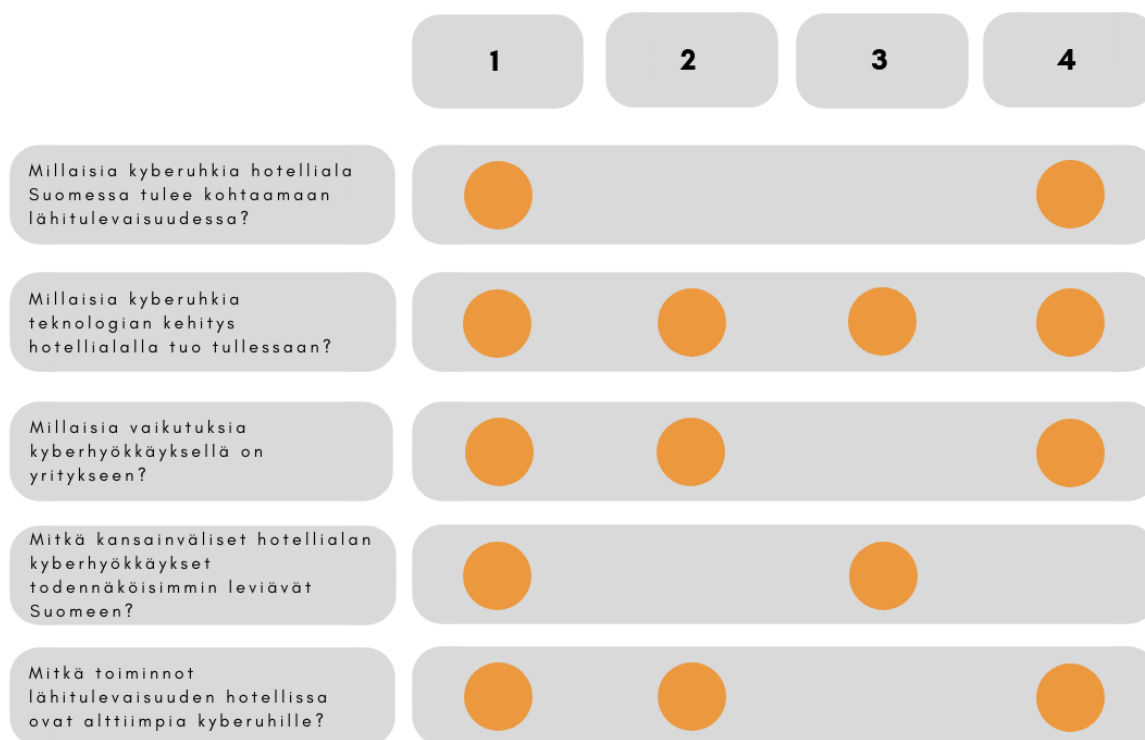 1 2 3 4
Millaisia kyberuhkia hotelliala
Suomessa tulee kohtaamaan
lähitulevaisuudessa?
Millaisia kyberuhkia
teknologian kehitys
hotellialalla tuo tullessaan?
Millaisia vaikutuksia
kyberhyökkäyksellä on
yritykseen?
Mitkä kansainväliset hotellialan
kyberhyökkäykset
todennäköisimmin leviävät
Suomeen?
Mitkä toiminnot
lähitulevaisuuden hotellissa
ovat alttiimpia kyberuhille?